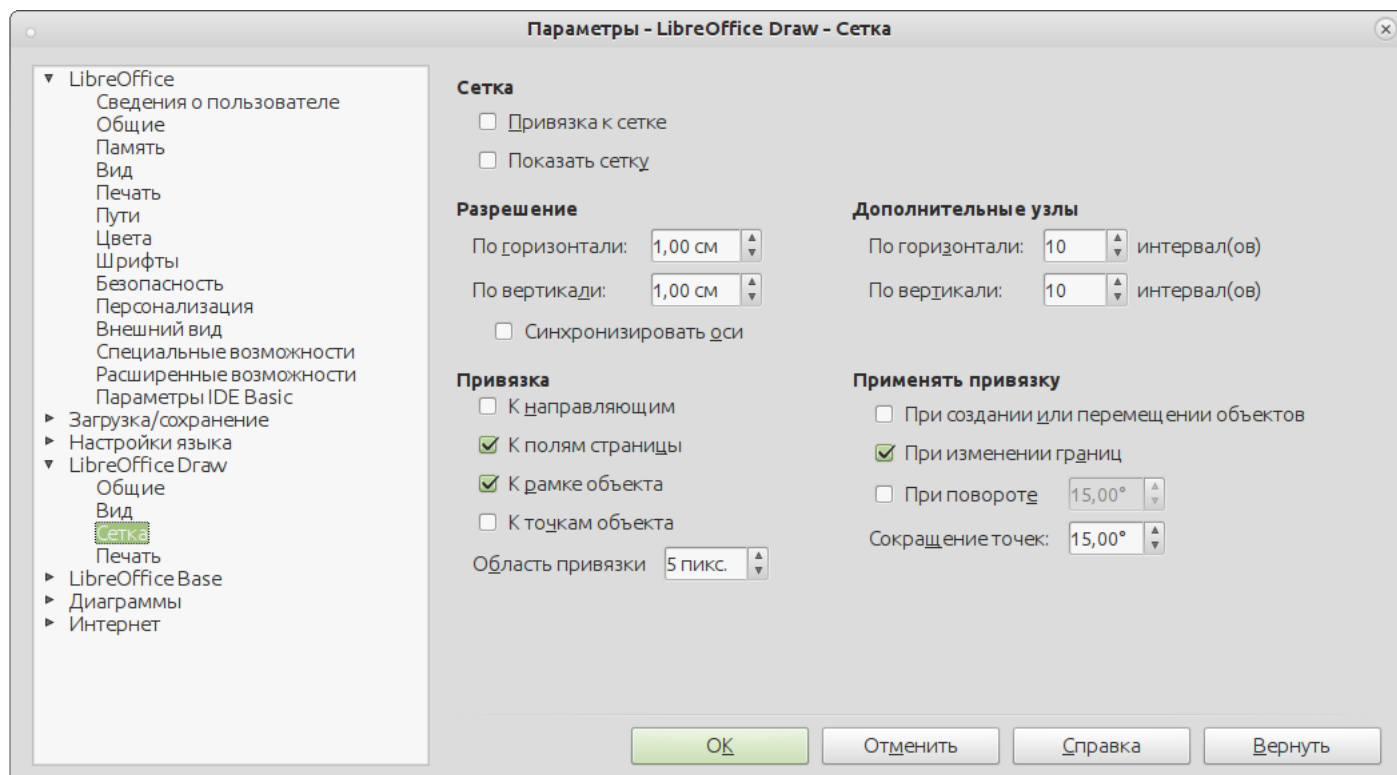 Параметры - LibreOffice Draw - Сетка
LibreOffice
Сведения о пользователе
Общие
Память
Вид
Печать
Пути
Цвета
Шрифты
Безопасность
Персонализация
Внешний вид
Специальные возможности
Расширенные возможности
Параметры IDE Basic
Загрузка/сохранение
Настройки языка
LibreOffice Draw
Общие
Вид
Сетка
Печать
LibreOffice Base
Диаграммы
Интернет
Сетка
Привязка к сетке
Показать сетку
Разрешение
По горизонтали: 1,00 см
По вертикали: 1,00 см
Синхронизировать оси
Дополнительные узлы
По горизонтали: 10 интервал(ов)
По вертикали: 10 интервал(ов)
Привязка
К направляющим
К полям страницы
К рамке объекта
К точкам объекта
Область привязки 5 пикс.
Применять привязку
При создании или перемещении объектов
При изменении границ
При повороте 15,00°
Сокращение точек: 15,00°
OK Отменить Справка Вернуть